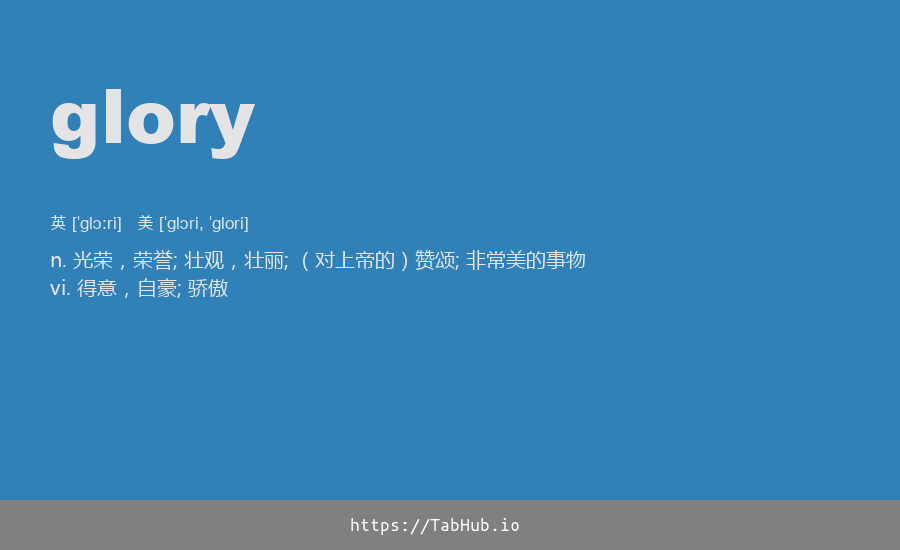 glory
英 [ˈglɔ:ri] 美 [ˈglɔri, ˈglori]
n. 光荣，荣誉; 壮观，壮丽; （对上帝的）赞颂; 非常美的事物
vi. 得意，自豪; 骄傲
https://TabHub.io